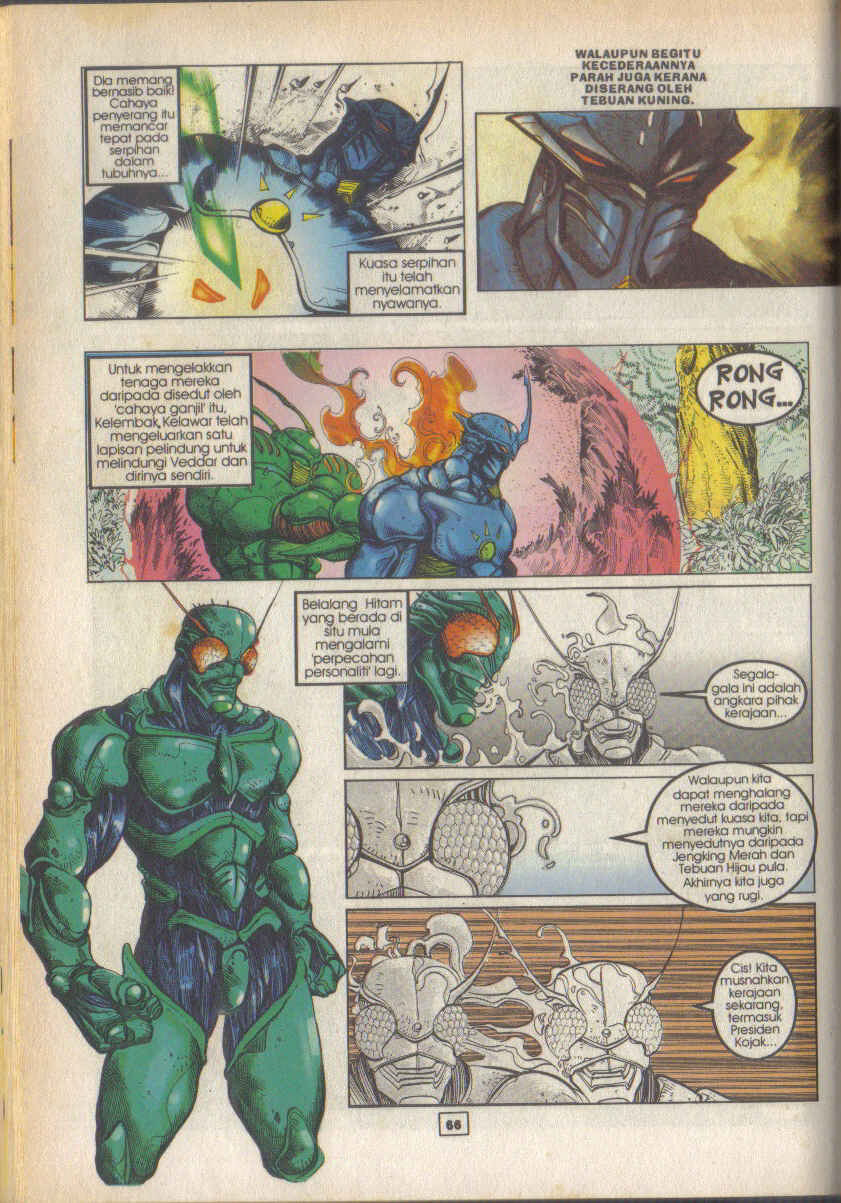 Dia memang
bernasib baik!
Cahaya
penyerang itu
memancar
tepat pada
serpihan
dalam
tubuhnya...
Kuasa serpihan
itu telah
menyelamatkan
nyawanya.
WALAUPUN BEGITU
KECEDERAANNYA
PARAH JUGA KERANA
DISERANG OLEH
TEBUAN KUNING.
Untuk mengelakkan
tenaga mereka
daripada disedut oleh
'cahaya ganjil' itu,
Kelembak, Kelawar telah
mengeluarkan satu
lapisan pelindung untuk
melindungi Veddar dan
dirinya sendiri.
RONG
RONG...
Belalang Hitam
yang berada di
situ mula
mengalami
'perpecahan
personaliti' lagi.
Segala-
gala ini adalah
angkara pihak
kerajaan...
Walaupun kita
dapat menghalang
mereka daripada
menyedut kuasa kita, tapi
mereka mungkin
menyedutnya daripada
Jengking Merah dan
Tebuan Hijau pula.
Akhirnya kita juga
yang rugi.
Cis! Kita
musnahkan
kerajaan
sekarang,
termasuk
Presiden
Kojak...
66